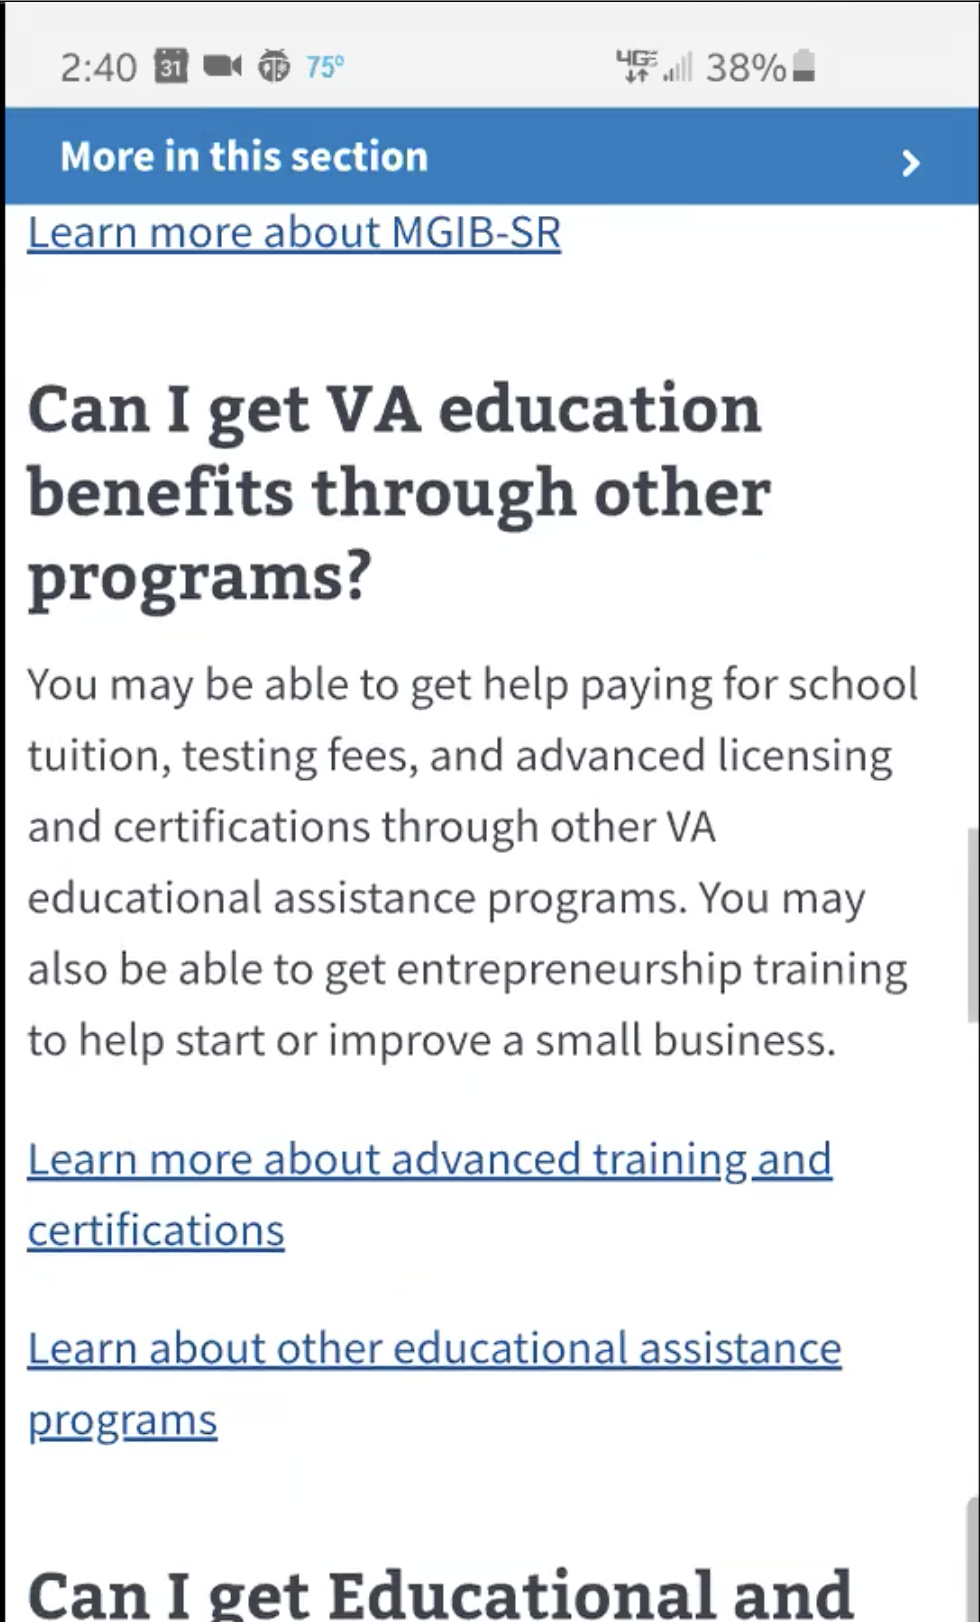 2:40 31 75° 4GE 38%
More in this section
Learn more about MGIB-SR
Can I get VA education
benefits through other
programs?
You may be able to get help paying for school
tuition, testing fees, and advanced licensing
and certifications through other VA
educational assistance programs. You may
also be able to get entrepreneurship training
to help start or improve a small business.
Learn more about advanced training and
certifications
Learn about other educational assistance
programs
Can I get Educational and